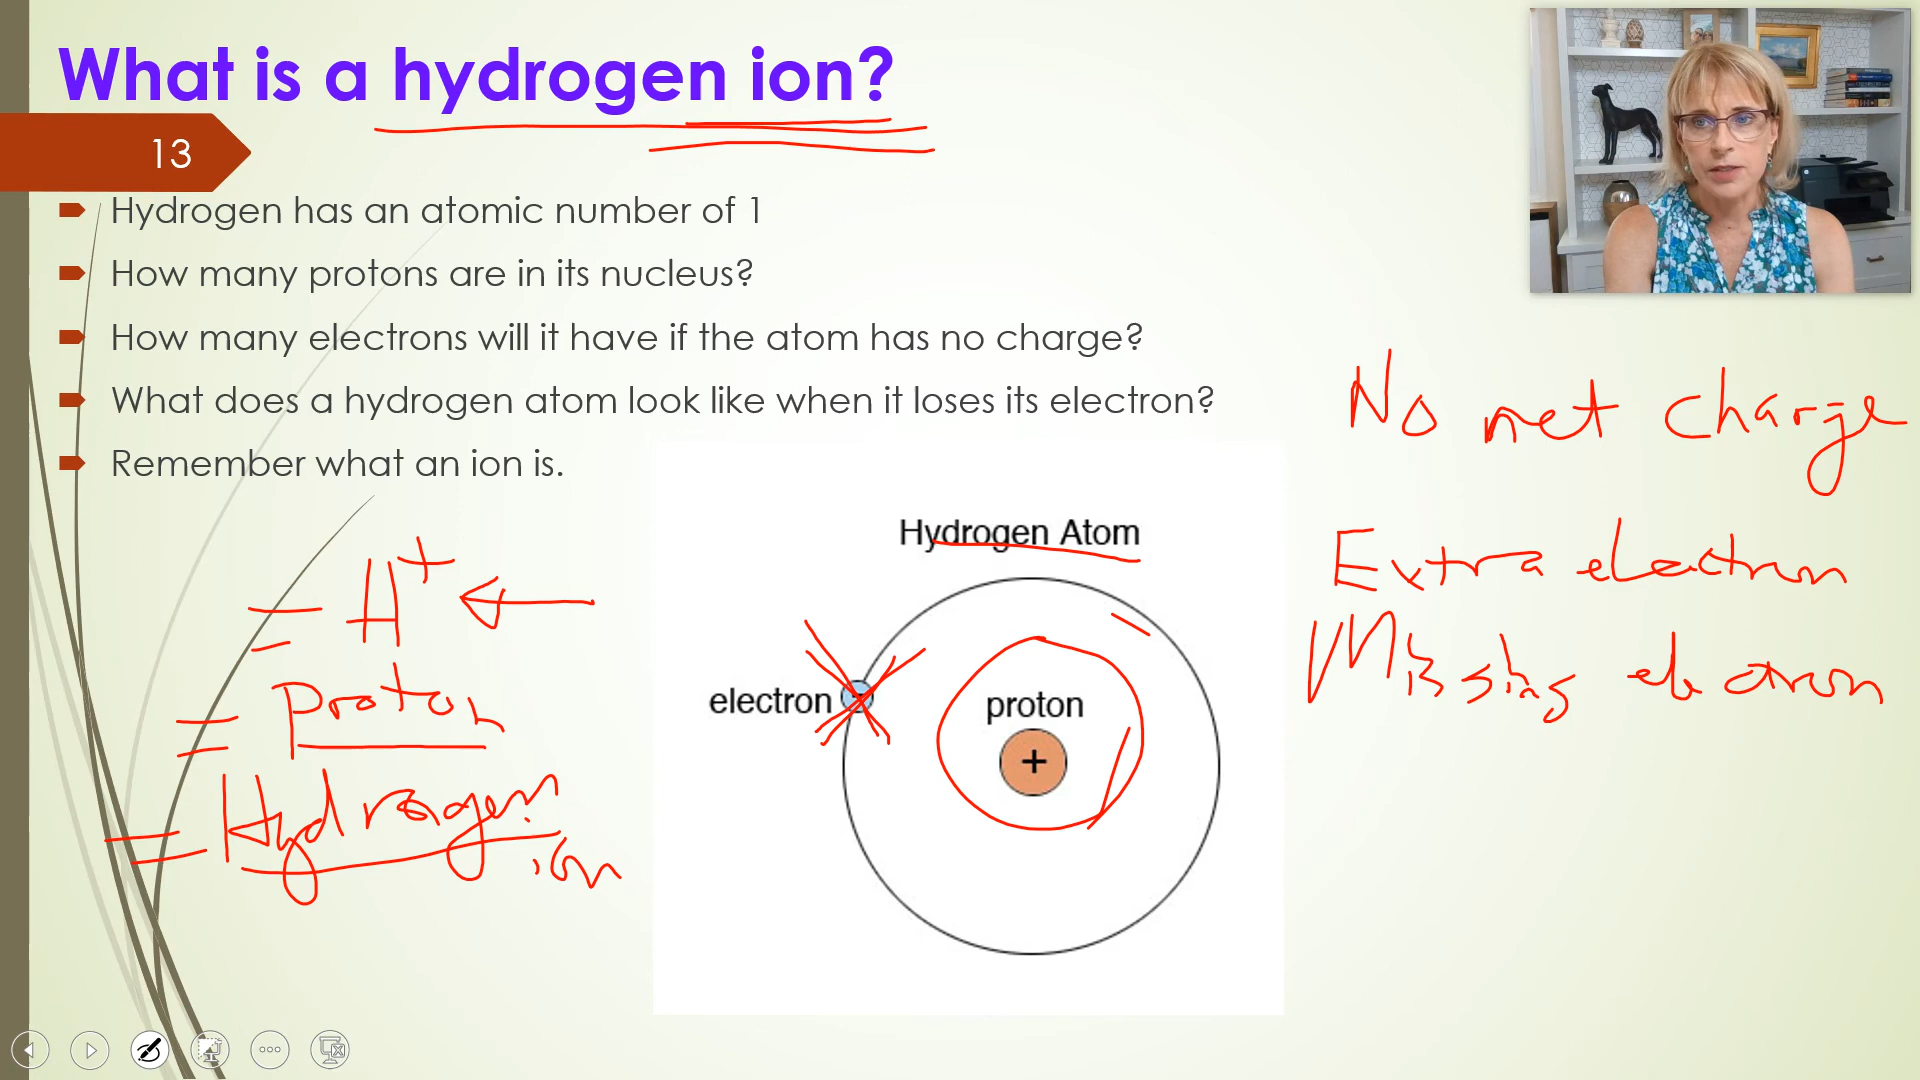 What is a hydrogen ion?
13
Hydrogen has an atomic number of 1
How many protons are in its nucleus?
How many electrons will it have if the atom has no charge?
What does a hydrogen atom look like when it loses its electron?
Remember what an ion is.
No net charge
Extra electron
Missing electron
= H+ ←
= Proton
= Hydrogen
ion
Hydrogen Atom
electron
-
proton
+